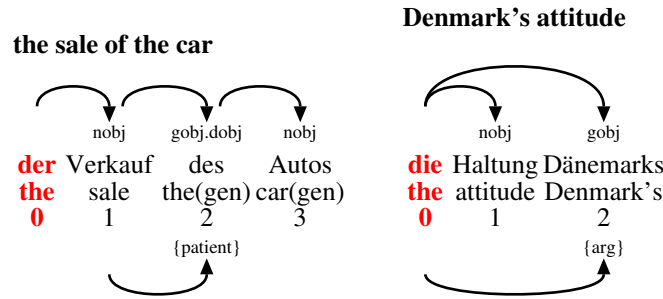 the sale of the car
nobj gobj.dobj nobj
der Verkauf des Autos
the sale the(gen) car(gen)
0 1 2 3
{patient}
Denmark's attitude
nobj gobj
die Haltung Dänemarks
the attitude Denmark's
0 1 2
{arg}